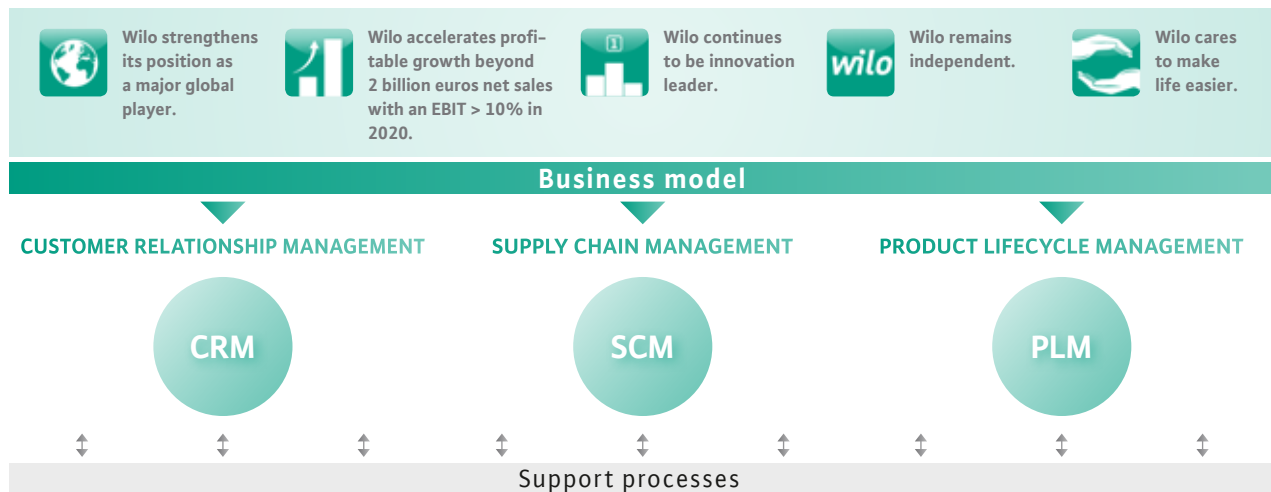 Wilo strengthens
its position as
a major global
player.
Wilo accelerates profi-
table growth beyond
2 billion euros net sales
with an EBIT > 10% in
2020.
1
Wilo continues
to be innovation
leader.
wilo
Wilo remains
independent.
Wilo cares
to make
life easier.
Business model
CUSTOMER RELATIONSHIP MANAGEMENT
SUPPLY CHAIN MANAGEMENT
PRODUCT LIFECYCLE MANAGEMENT
CRM
SCM
PLM
Support processes